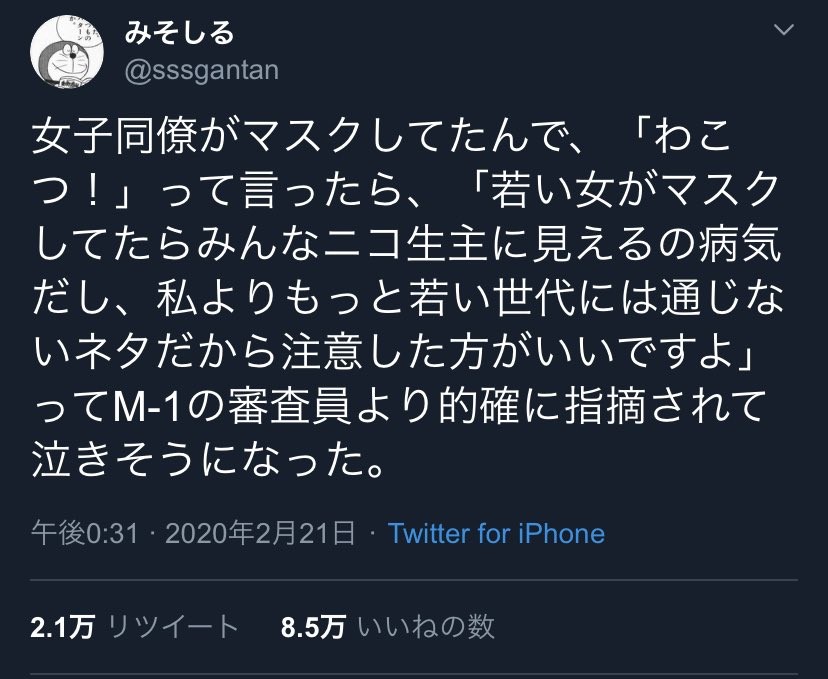 みそしる
@sssgantan
女子同僚がマスクしてたんで、「わこ
つ！」って言ったら、「若い女がマスク
してたらみんなニコ生主に見えるの病気
だし、私よりもっと若い世代には通じな
いネタだから注意した方がいいですよ」
ってM-1の審査員より的確に指摘されて
泣きそうになった。
午後0:31 · 2020年2月21日 · Twitter for iPhone
2.1万 リツイート 8.5万 いいねの数